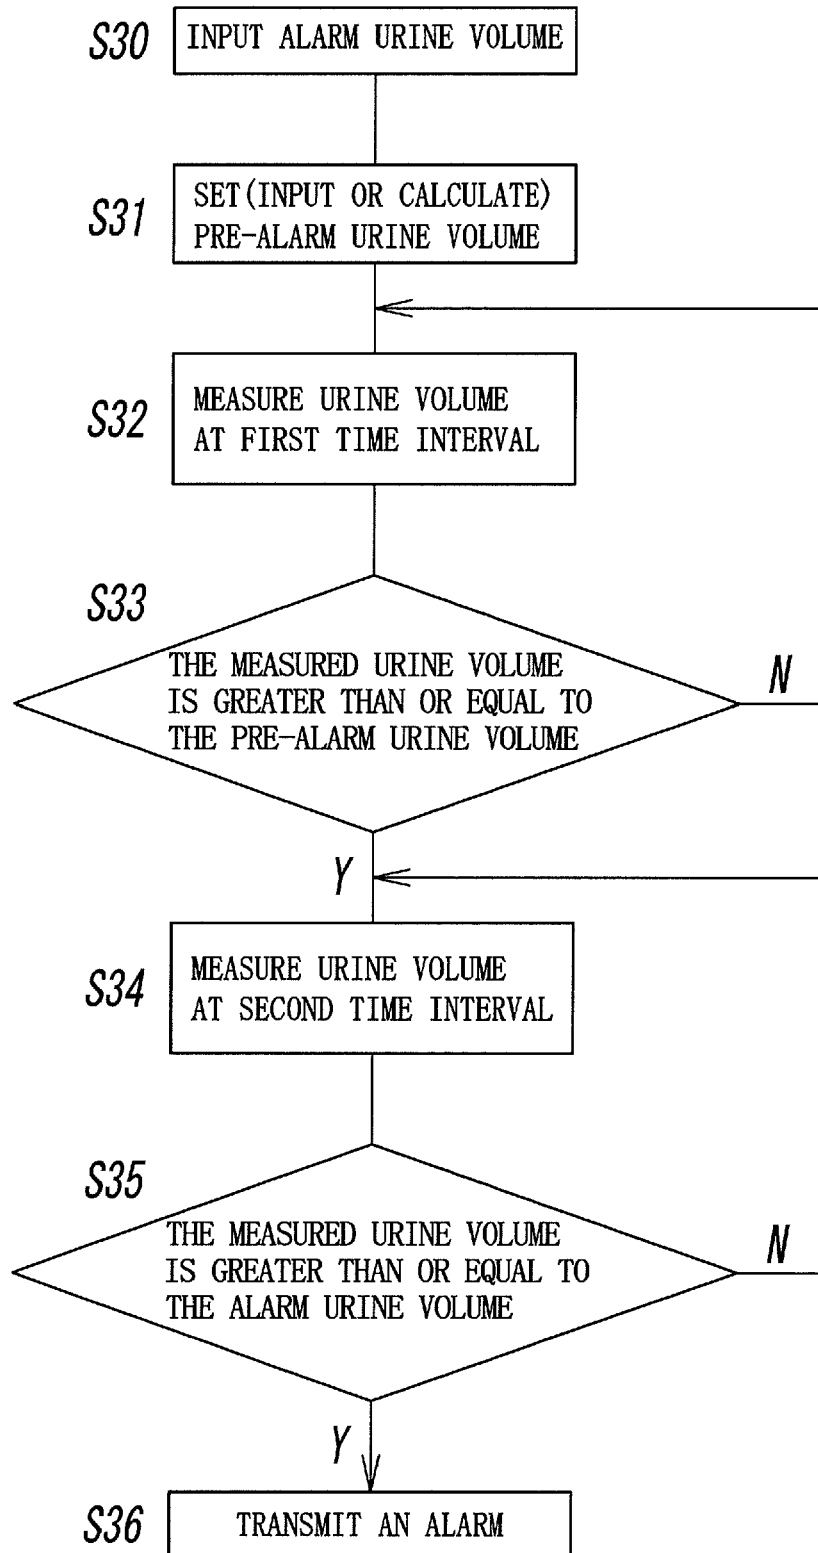 S30
INPUT ALARM URINE VOLUME
S31
SET(INPUT OR CALCULATE)
PRE-ALARM URINE VOLUME
S32
MEASURE URINE VOLUME
AT FIRST TIME INTERVAL
S33
THE MEASURED URINE VOLUME
IS GREATER THAN OR EQUAL TO
THE PRE-ALARM URINE VOLUME
N
Y
S34
MEASURE URINE VOLUME
AT SECOND TIME INTERVAL
S35
THE MEASURED URINE VOLUME
IS GREATER THAN OR EQUAL TO
THE ALARM URINE VOLUME
N
Y
S36
TRANSMIT AN ALARM